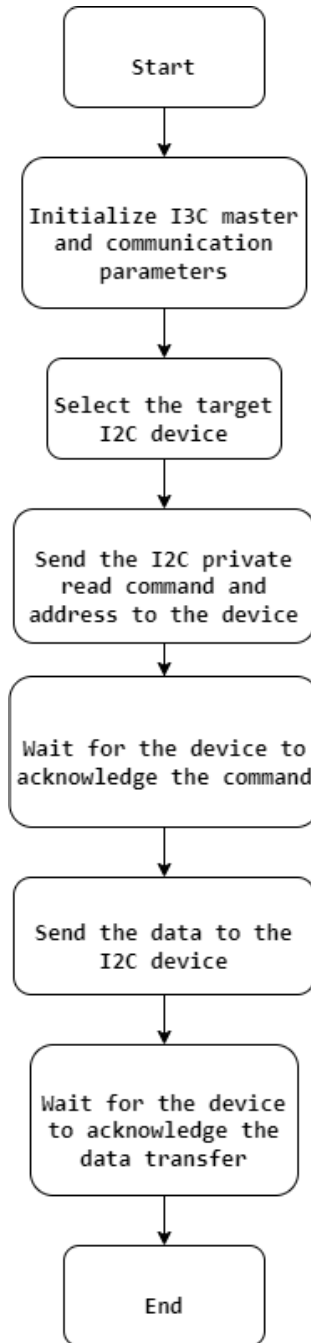 Start
Initialize I3C master
and communication
parameters
Select the target
I2C device
Send the I2C private
read command and
address to the device
Wait for the device to
acknowledge the command
Send the data to the
I2C device
Wait for the device
to acknowledge the
data transfer
End